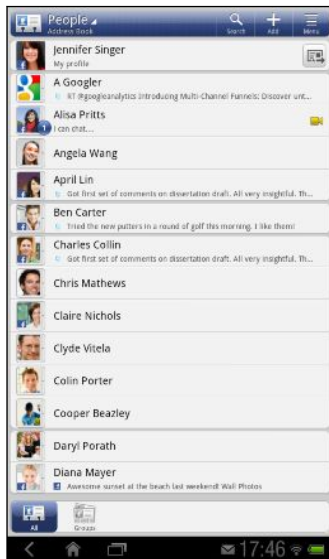 People
Address Book
Search
Add
Menu
Jennifer Singer
My profile
A Googler
RT @googleanalytics Introducing Multi-Channel Funnels: Discover unt...
Alisa Pritts
1
I can chat...
Angela Wang
April Lin
Got first set of comments on dissertation draft. All very insightful. Th...
Ben Carter
Tried the new putters in a round of golf this morning. I like them!
Charles Collin
Got first set of comments on dissertation draft. All very insightful. Th...
Chris Mathews
Claire Nichols
Clyde Vitela
Colin Porter
Cooper Beazley
Daryl Porath
Diana Mayer
Awesome sunset at the beach last weekend! Wall Photos
All
Groups
17:46